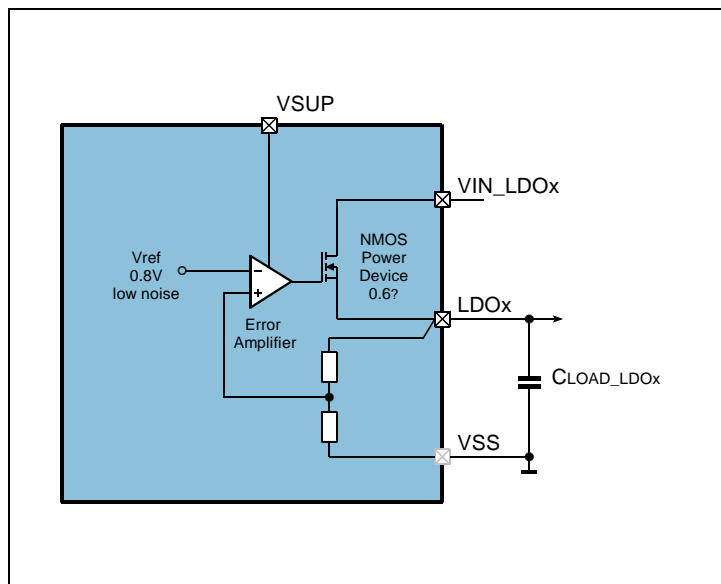 VSUP
VIN_LDOx
Vref
0.8V
low noise
−
+
Error
Amplifier
NMOS
Power
Device
0.6?
LDOx
CLOAD_LDOx
VSS